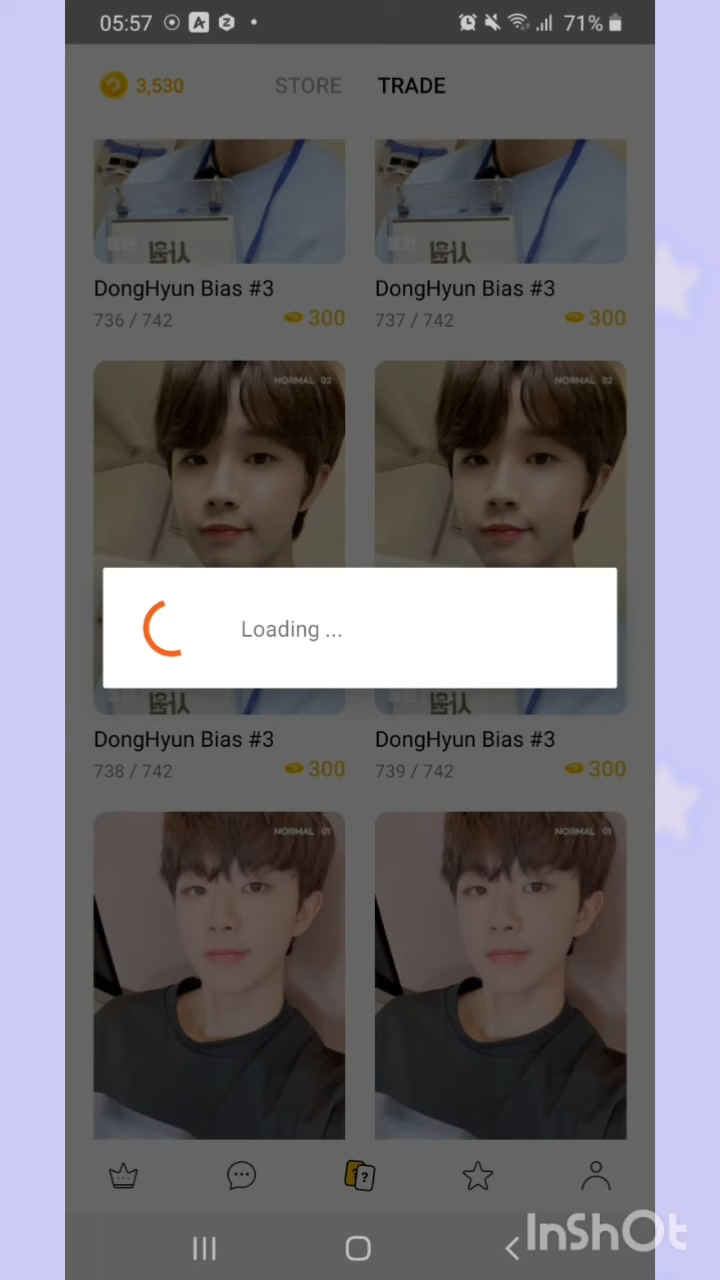 05:57 71%
3,530 STORE TRADE
DongHyun Bias #3 DongHyun Bias #3
736 / 742 300 737 / 742 300
NORMAL 02 NORMAL 02
Loading ...
DongHyun Bias #3 DongHyun Bias #3
738 / 742 300 739 / 742 300
NORMAL 01 NORMAL 01
InShOt